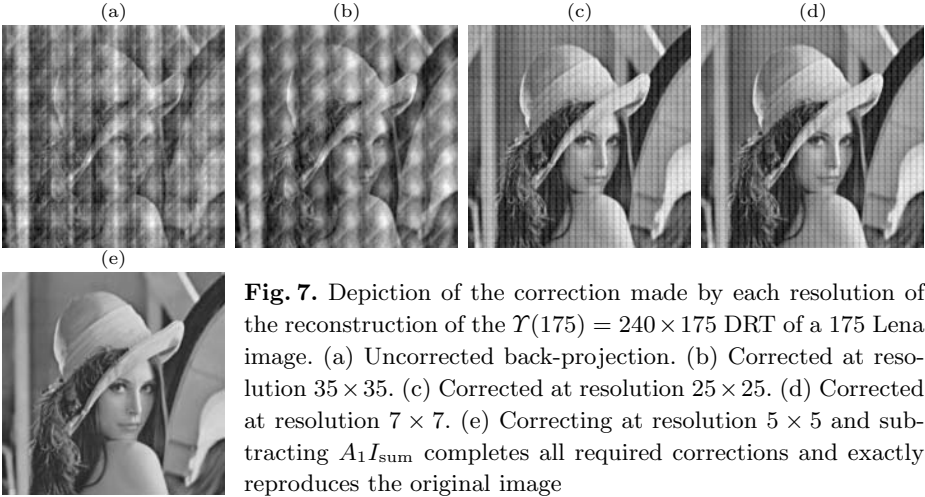 (a) (b) (c) (d)
(e)
Fig. 7. Depiction of the correction made by each resolution of
the reconstruction of the ϒ(175) = 240 × 175 DRT of a 175 Lena
image. (a) Uncorrected back-projection. (b) Corrected at reso-
lution 35 × 35. (c) Corrected at resolution 25 × 25. (d) Corrected
at resolution 7 × 7. (e) Correcting at resolution 5 × 5 and sub-
tracting A₁I_sum completes all required corrections and exactly
reproduces the original image